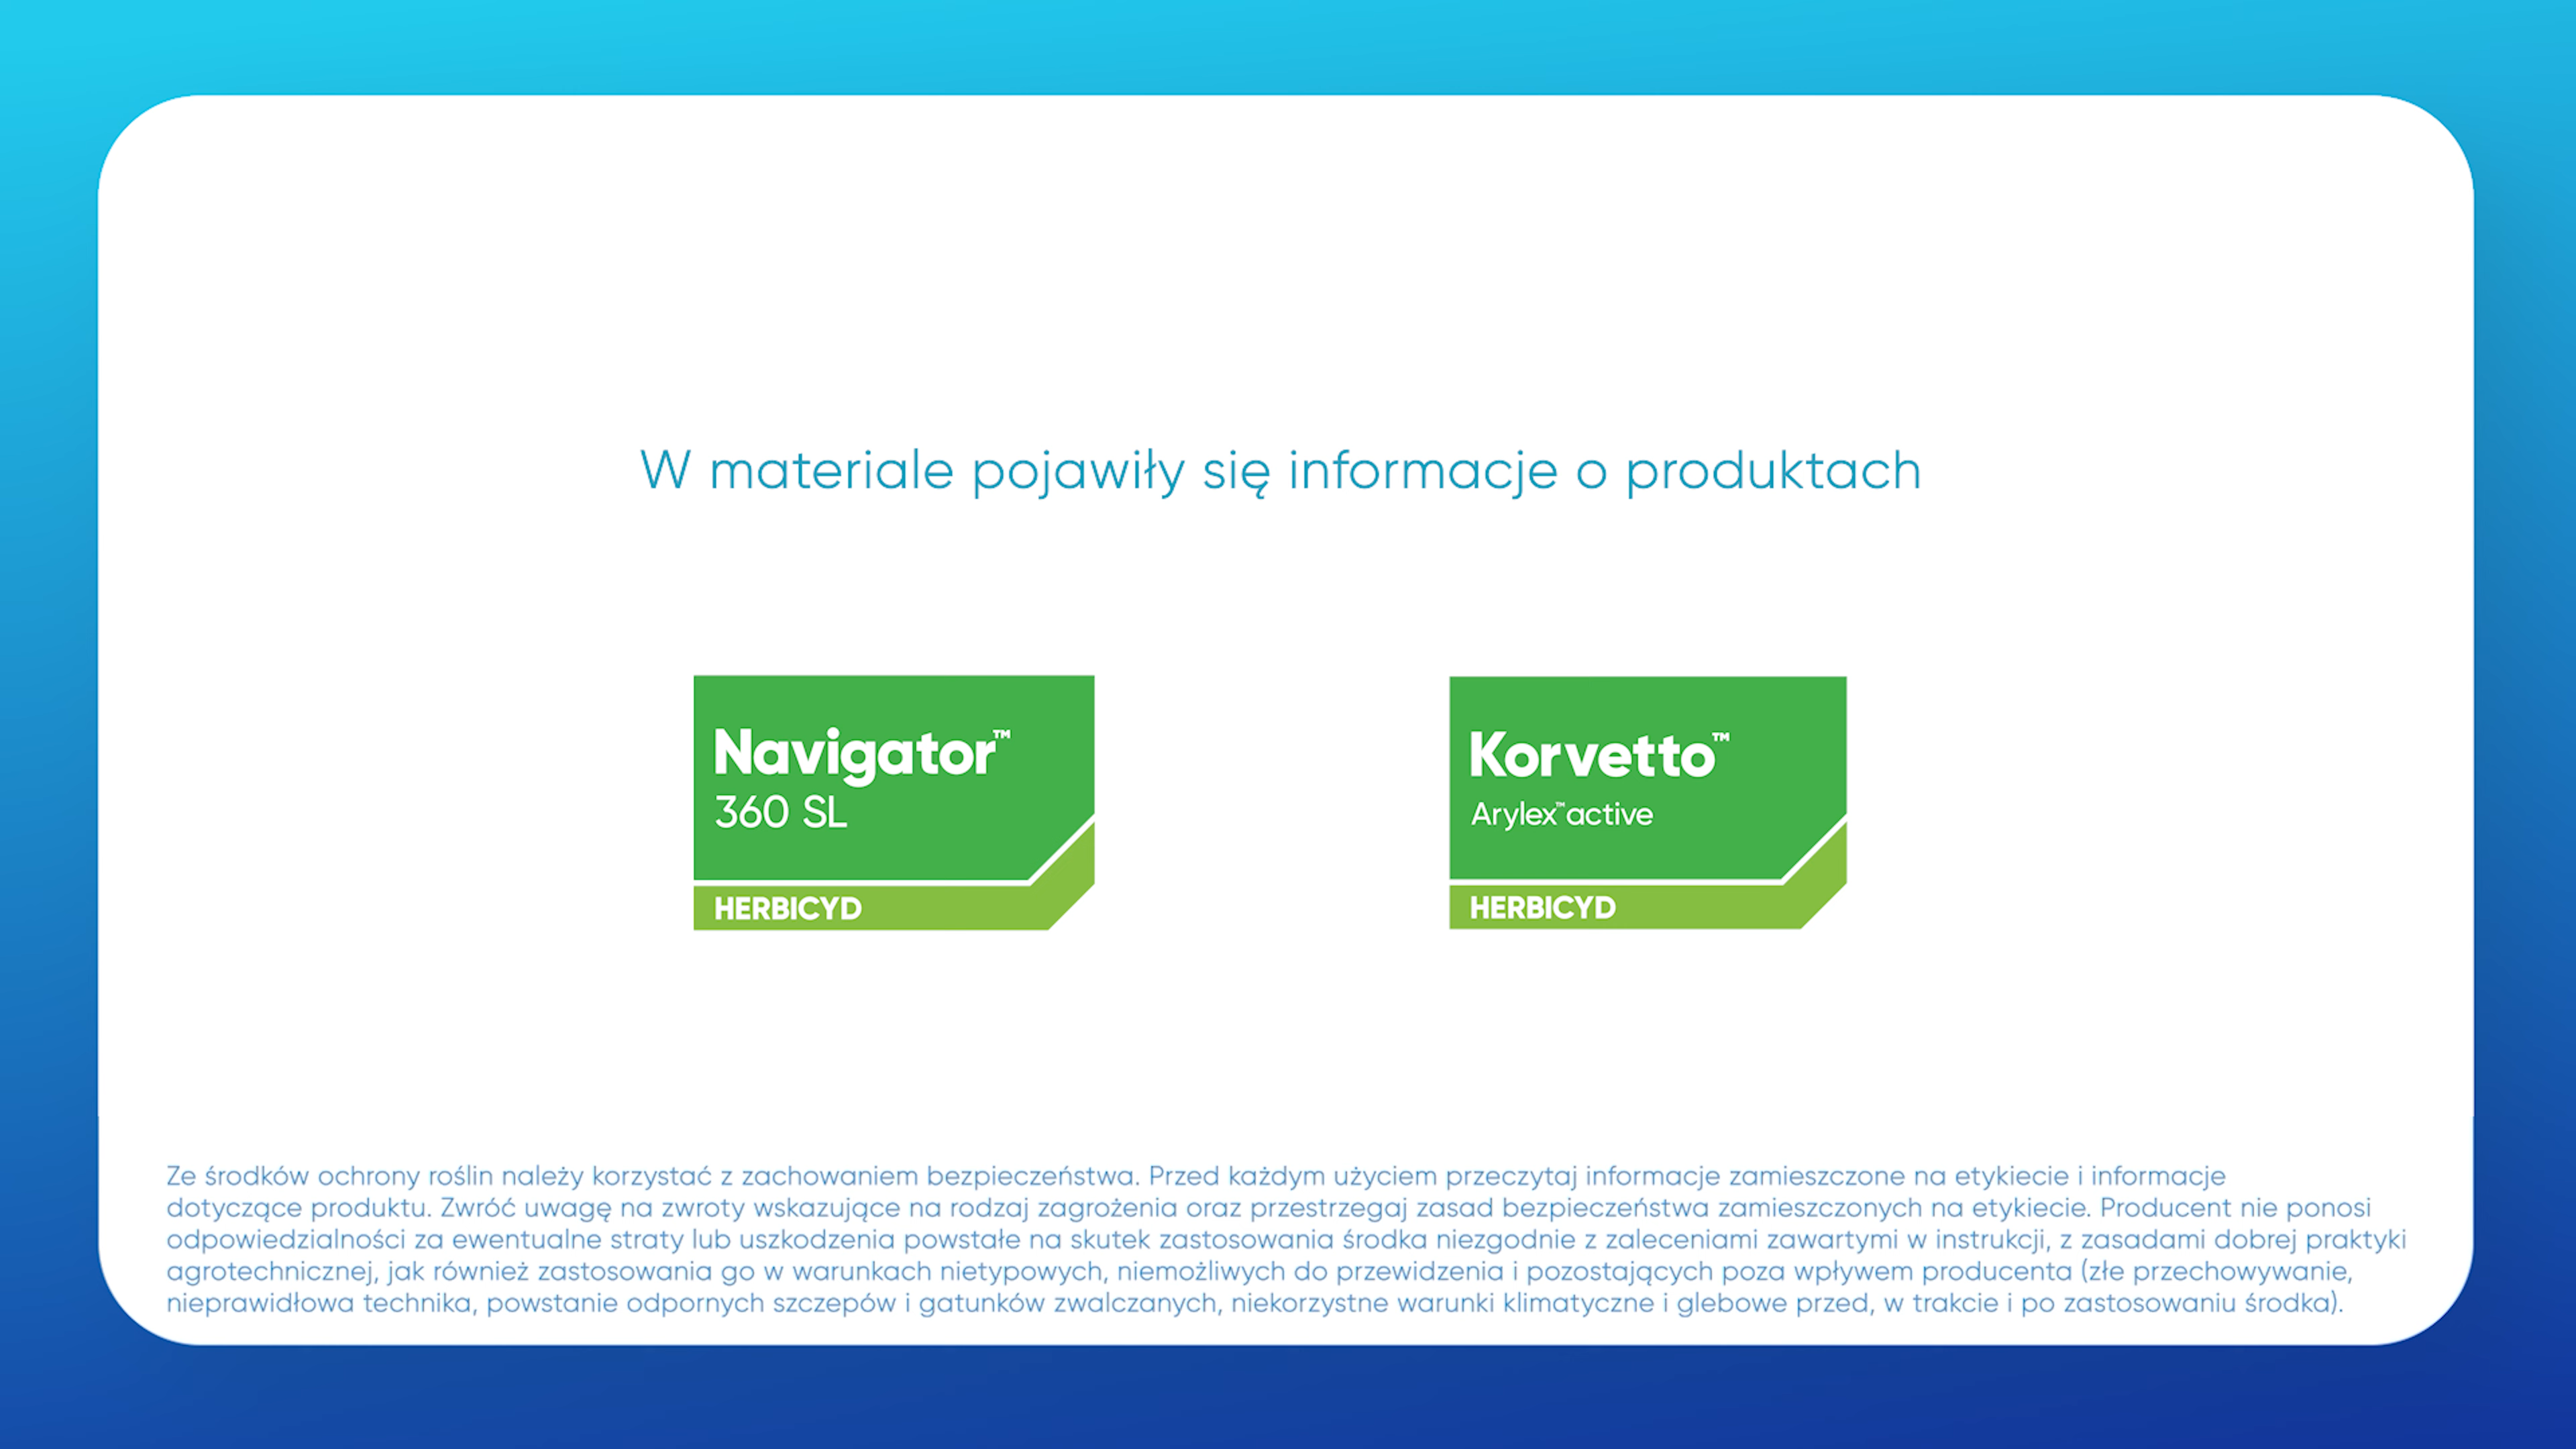 W materiale pojawiły się informacje o produktach
Navigator™
360 SL
HERBICYD
Korvetto™
Arylex™active
HERBICYD
Ze środków ochrony roślin należy korzystać z zachowaniem bezpieczeństwa. Przed każdym użyciem przeczytaj informacje zamieszczone na etykiecie i informacje
dotyczące produktu. Zwróć uwagę na zwroty wskazujące na rodzaj zagrożenia oraz przestrzegaj zasad bezpieczeństwa zamieszczonych na etykiecie. Producent nie ponosi
odpowiedzialności za ewentualne straty lub uszkodzenia powstałe na skutek zastosowania środka niezgodnie z zaleceniami zawartymi w instrukcji, z zasadami dobrej praktyki
agrotechnicznej, jak również zastosowania go w warunkach nietypowych, niemożliwych do przewidzenia i pozostających poza wpływem producenta (złe przechowywanie,
nieprawidłowa technika, powstanie odpornych szczepów i gatunków zwalczanych, niekorzystne warunki klimatyczne i glebowe przed, w trakcie i po zastosowaniu środka).